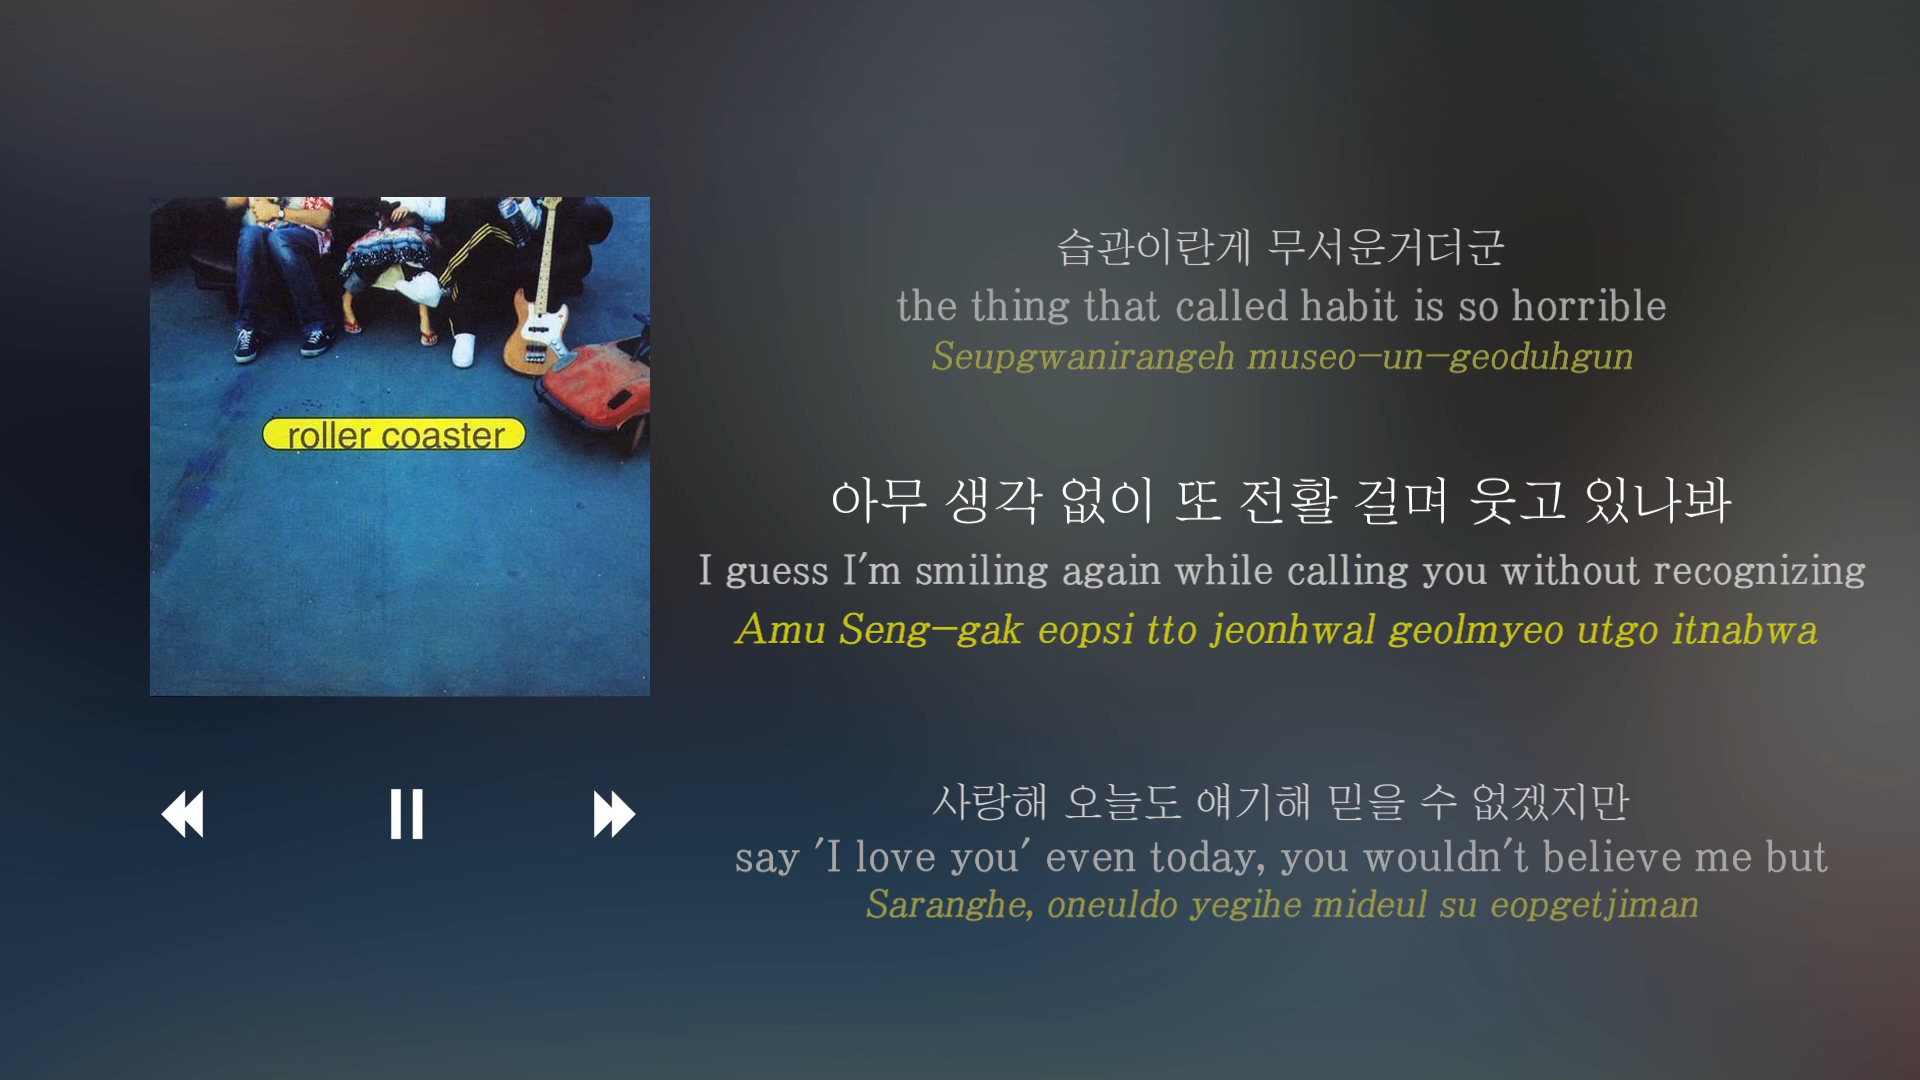 roller coaster
습관이란게 무서운거더군
the thing that called habit is so horrible
Seupgwanirangeh museo-un-geoduhgun
아무 생각 없이 또 전활 걸며 웃고 있나봐
I guess I'm smiling again while calling you without recognizing
Amu Seng-gak eopsi tto jeonhwal geolmyeo utgo itnabwa
사랑해 오늘도 얘기해 믿을 수 없겠지만
say 'I love you' even today, you wouldn't believe me but
Saranghe, oneuldo yegihe mideul su eopgetjiman